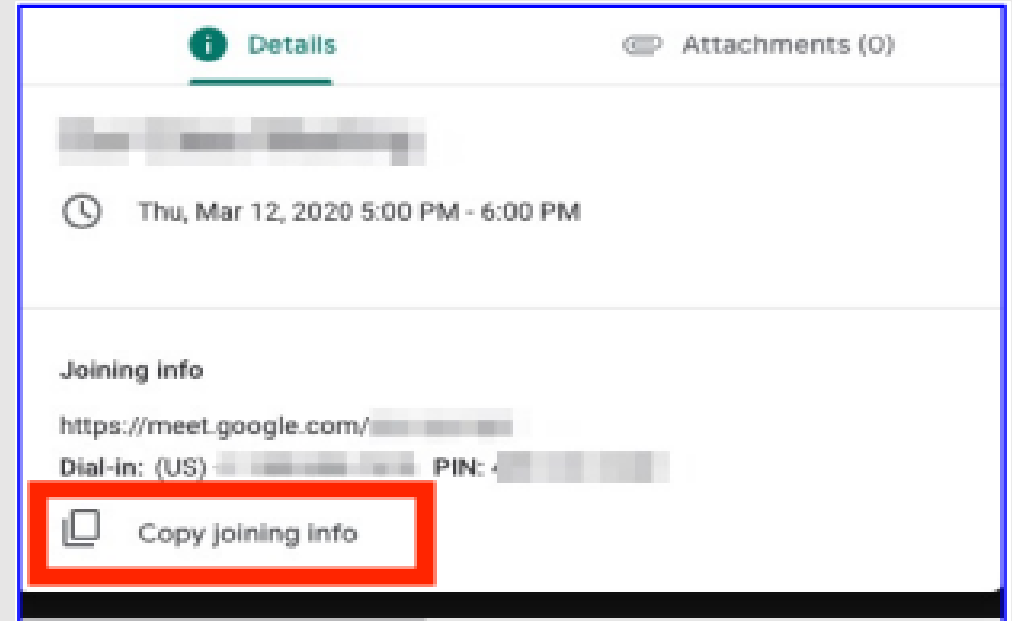 Details
Attachments (0)
Thu, Mar 12, 2020 5:00 PM - 6:00 PM
Joining info
https://meet.google.com/
Dial-in: (US)
PIN:
Copy joining info